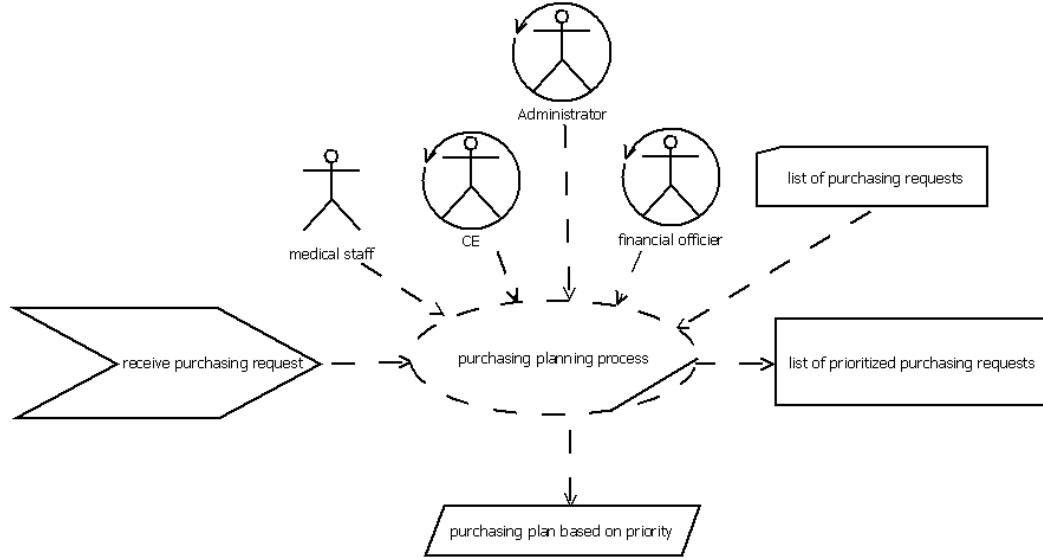 Administrator
list of purchasing requests
medical staff
CE
financial officier
receive purchasing request
purchasing planning process
list of prioritized purchasing requests
purchasing plan based on priority